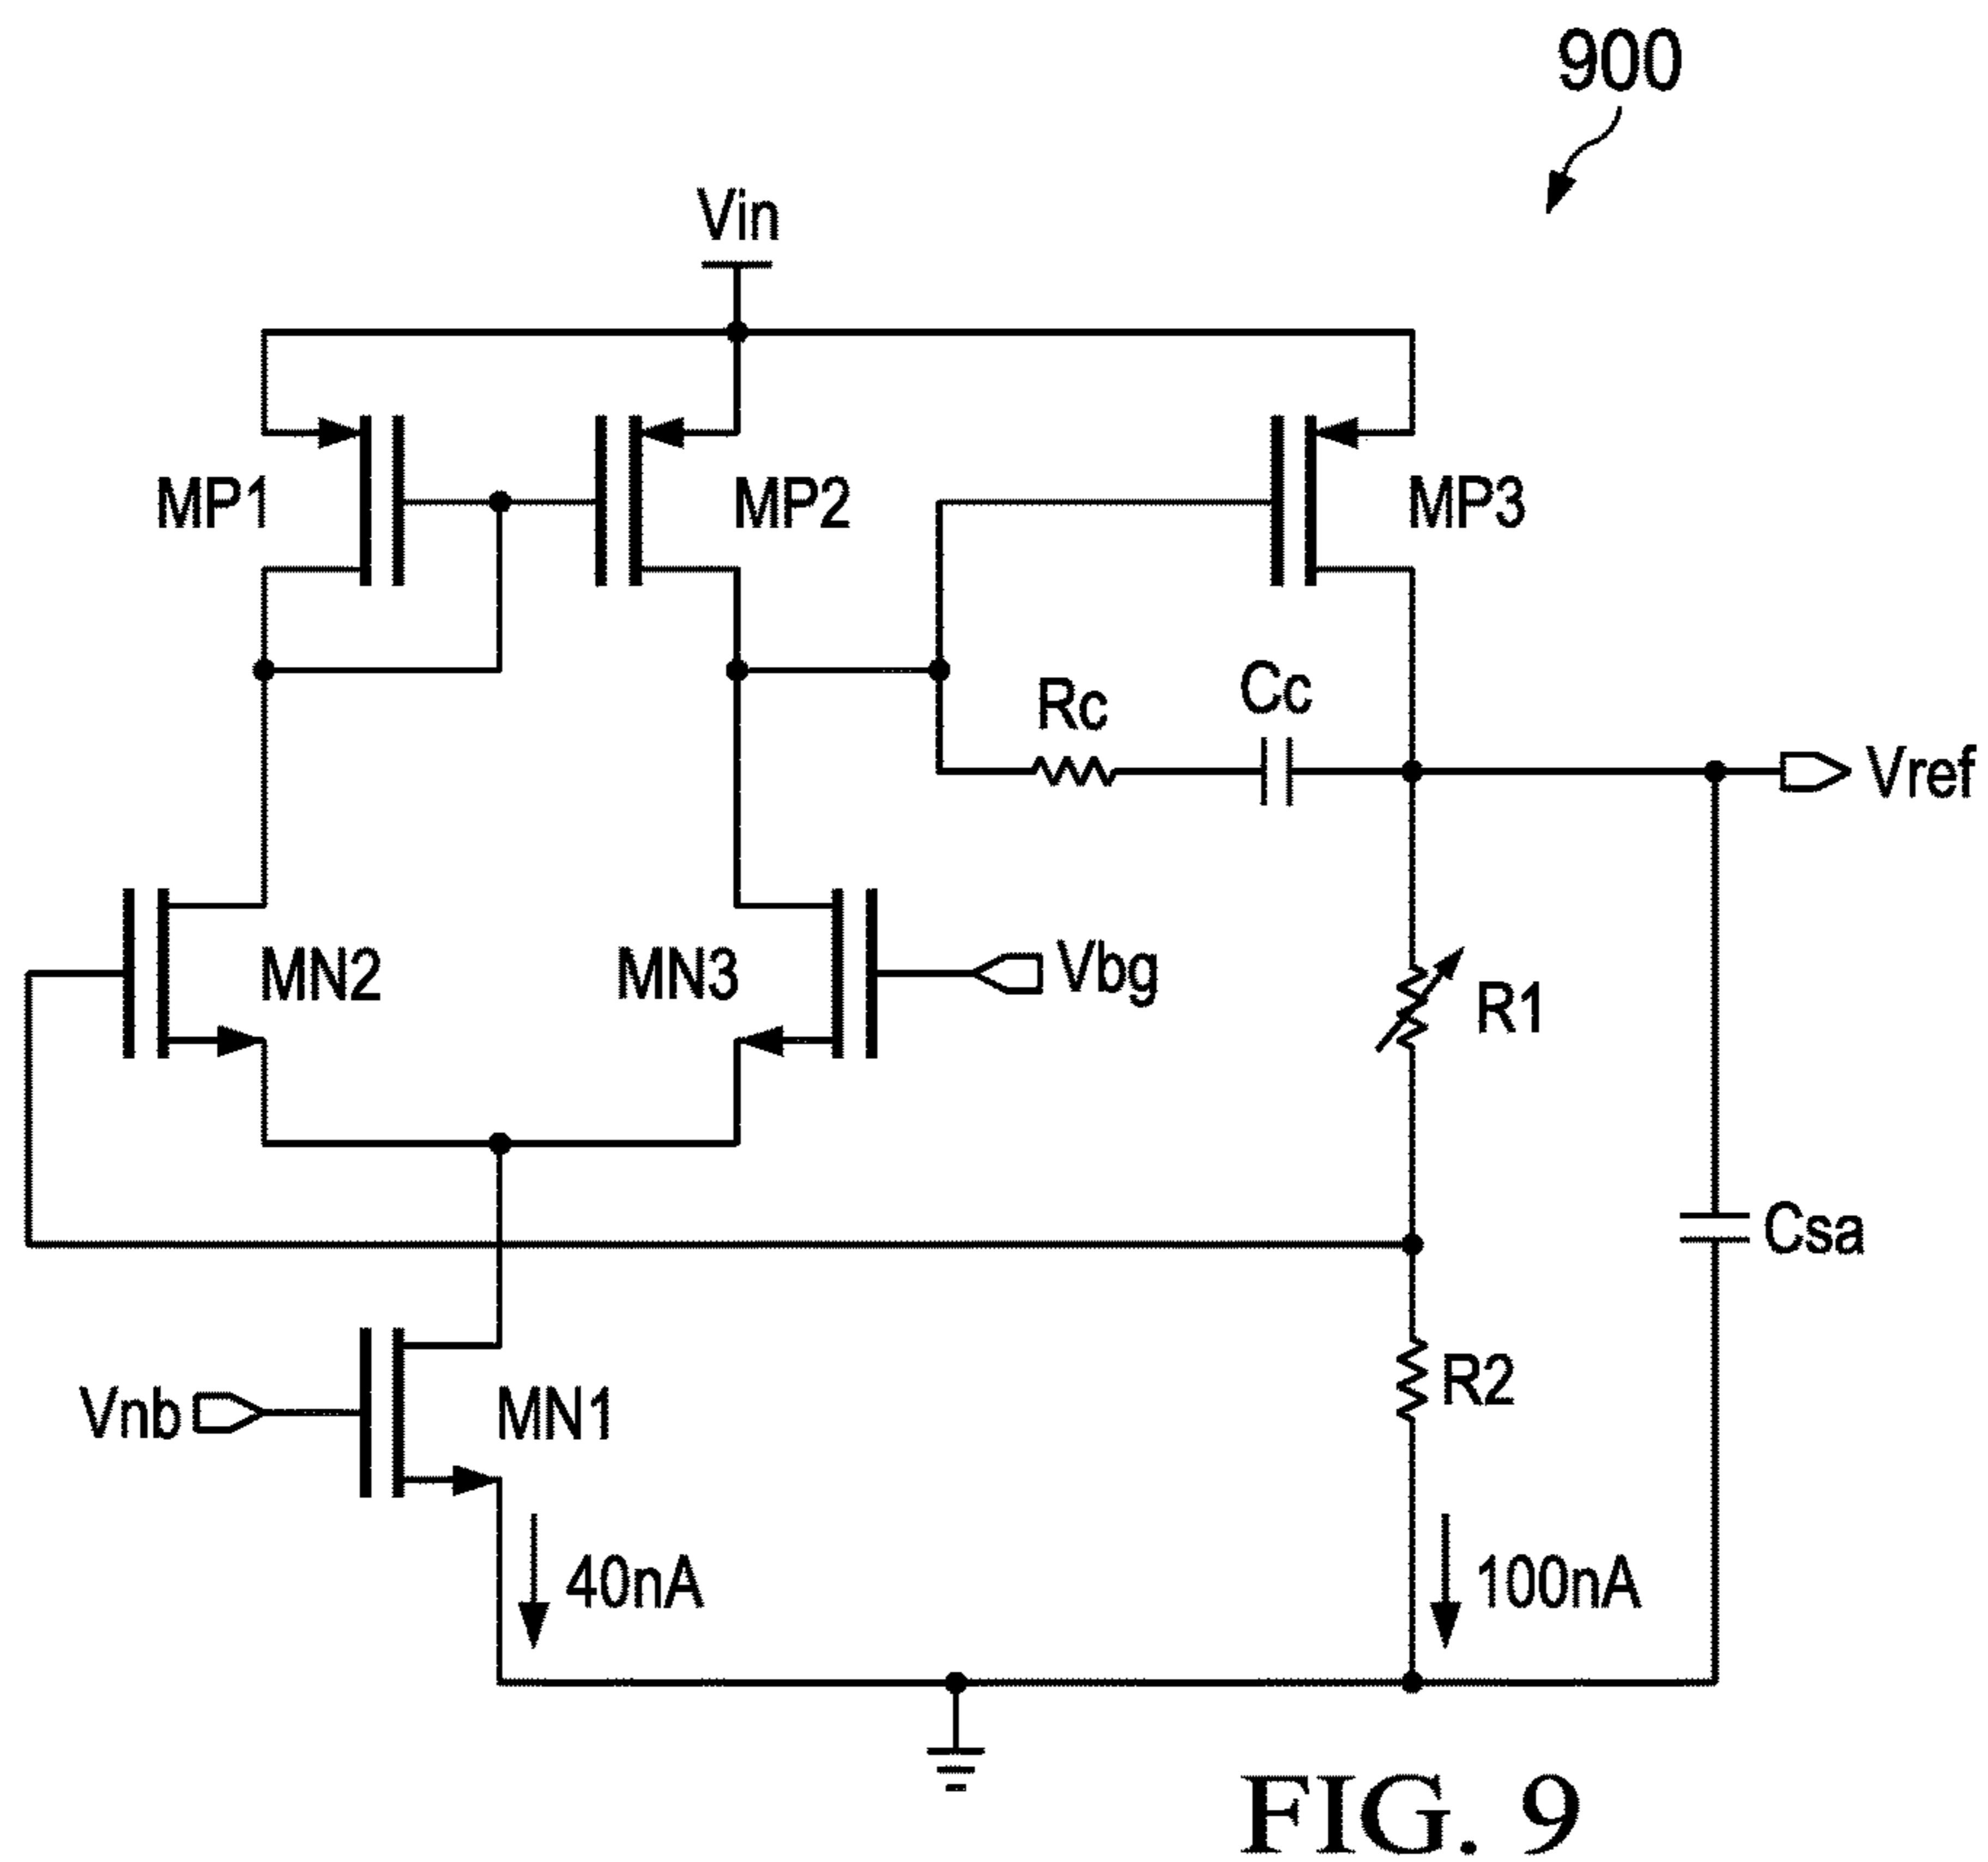 900
Vin
MP1
MP2
MP3
Rc
Cc
Vref
MN2
MN3
Vbg
R1
Csa
Vnb
MN1
R2
40nA
100nA
FIG. 9